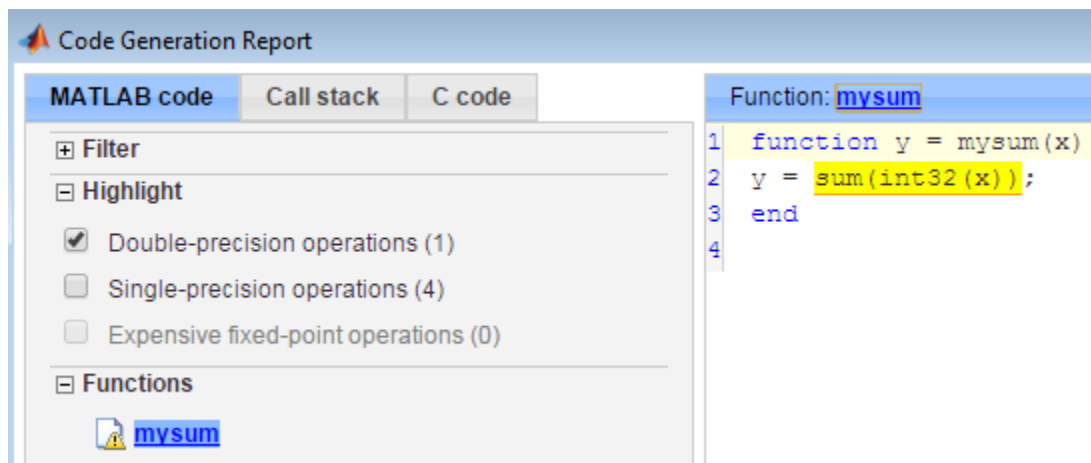 Code Generation Report
MATLAB code Call stack C code
Filter
Highlight
Double-precision operations (1)
Single-precision operations (4)
Expensive fixed-point operations (0)
Functions
mysum
Function: mysum
1 function y = mysum(x)
2 y = sum(int32(x));
3 end
4